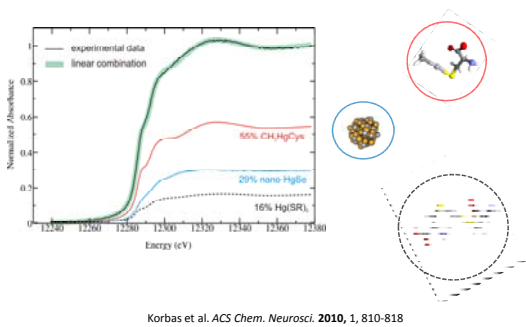 Normalized Absorbance
1
0.8
0.6
0.4
0.2
0
experimental data
linear combination
55% CH₃HgCys
29% nano HgSe
16% Hg(SR)₂
12240 12260 12280 12300 12320 12340 12360 12380
Energy (eV)
Korbas et al. ACS Chem. Neurosci. 2010, 1, 810-818